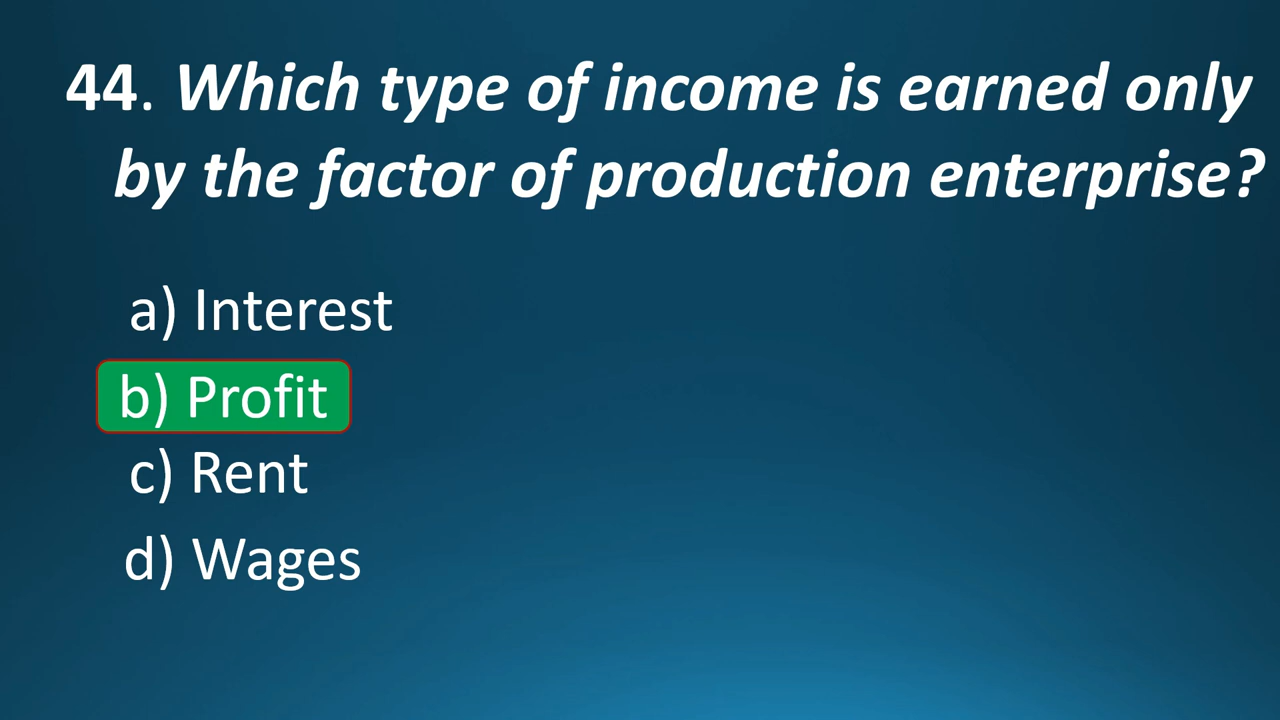 44. Which type of income is earned only
by the factor of production enterprise?
a) Interest
b) Profit
c) Rent
d) Wages